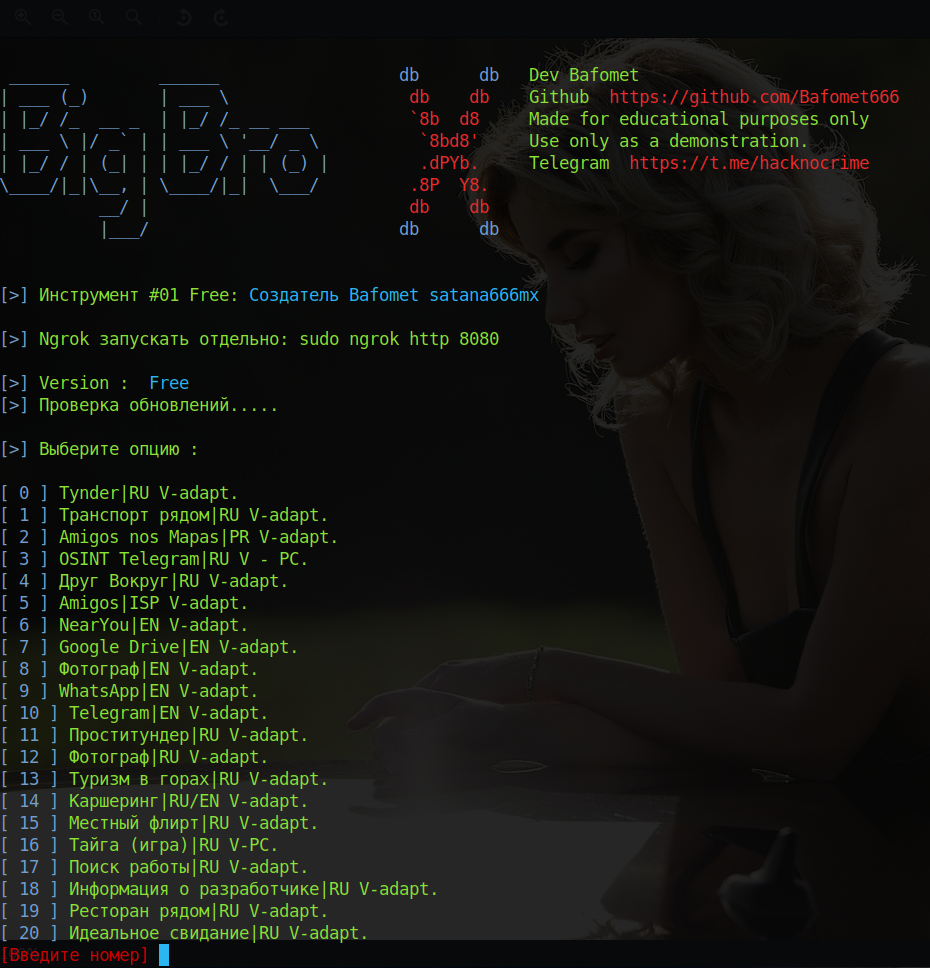 BigBro X
Dev Bafomet
Github https://github.com/Bafomet666
Made for educational purposes only
Use only as a demonstration.
Telegram https://t.me/hacknocrime
[>] Инструмент #01 Free: Создатель Bafomet satana666mx
[>] Ngrok запускать отдельно: sudo ngrok http 8080
[>] Version : Free
[>] Проверка обновлений.....
[>] Выберите опцию :
[ 0 ] Tynder|RU V-adapt.
[ 1 ] Транспорт рядом|RU V-adapt.
[ 2 ] Amigos nos Mapas|PR V-adapt.
[ 3 ] OSINT Telegram|RU V - PC.
[ 4 ] Друг Вокруг|RU V-adapt.
[ 5 ] Amigos|ISP V-adapt.
[ 6 ] NearYou|EN V-adapt.
[ 7 ] Google Drive|EN V-adapt.
[ 8 ] Фотограф|EN V-adapt.
[ 9 ] WhatsApp|EN V-adapt.
[ 10 ] Telegram|EN V-adapt.
[ 11 ] Проститундер|RU V-adapt.
[ 12 ] Фотограф|RU V-adapt.
[ 13 ] Туризм в горах|RU V-adapt.
[ 14 ] Каршеринг|RU/EN V-adapt.
[ 15 ] Местный флирт|RU V-adapt.
[ 16 ] Тайга (игра)|RU V-PC.
[ 17 ] Поиск работы|RU V-adapt.
[ 18 ] Информация о разработчике|RU V-adapt.
[ 19 ] Ресторан рядом|RU V-adapt.
[ 20 ] Идеальное свидание|RU V-adapt.
[Введите номер]